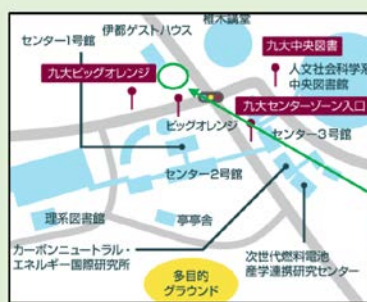 椎木講堂
伊都ゲストハウス
センター1号館
九大中央図書
九大ビッグオレンジ
人文社会科学系
中央図書館
九大センターゾーン入口
ビッグオレンジ
センター3号館
センター2号館
理系図書館
亭亭舎
カーボンニュートラル・
エネルギー国際研究所
次世代燃料電池
産学連携研究センター
多目的
グラウンド